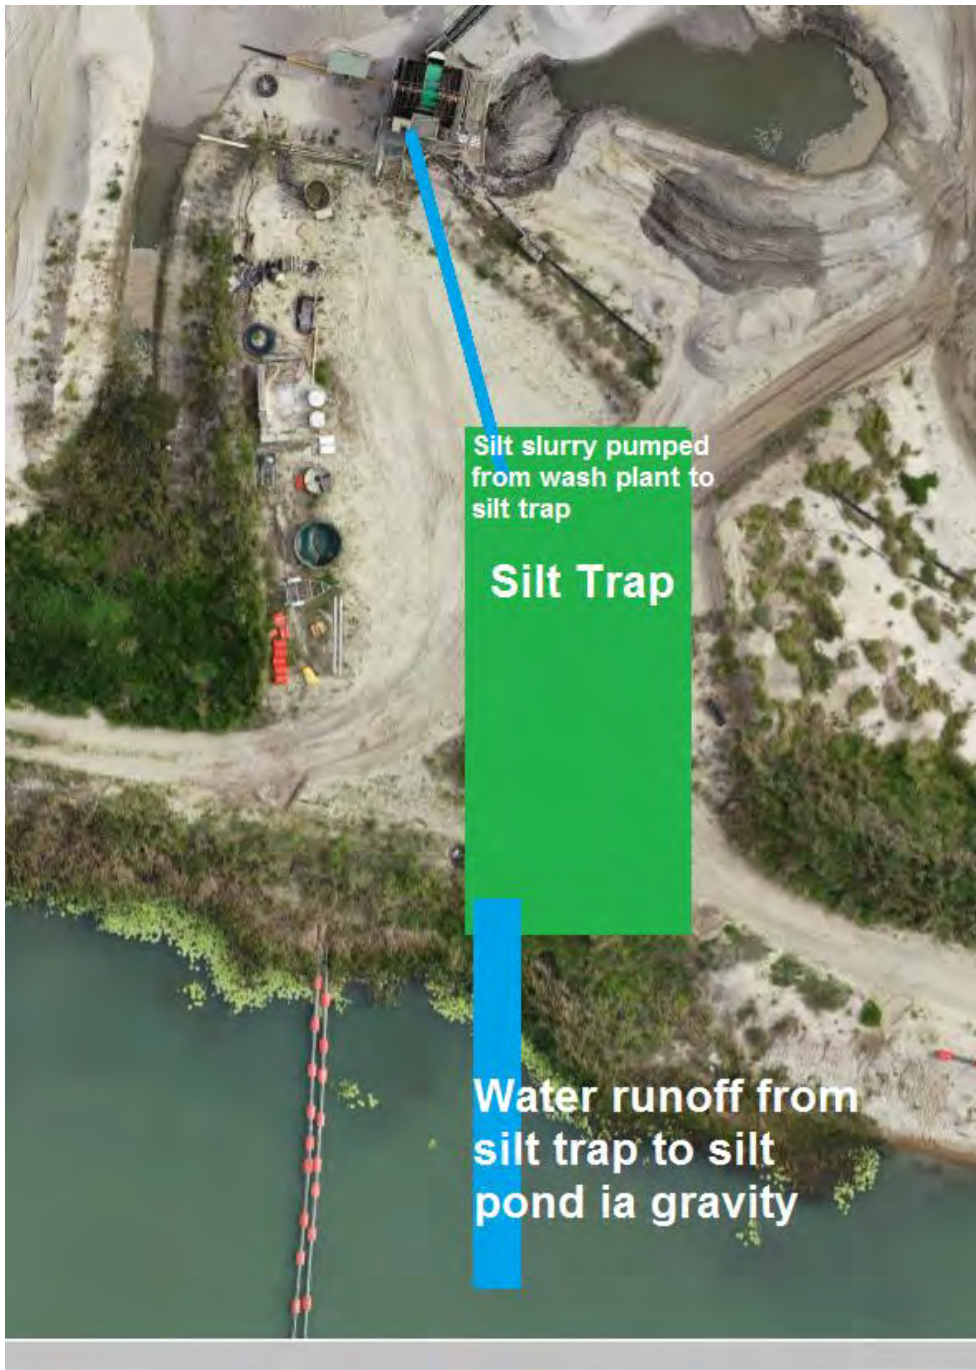 Silt slurry pumped
from wash plant to
silt trap
Silt Trap
Water runoff from
silt trap to silt
pond ia gravity